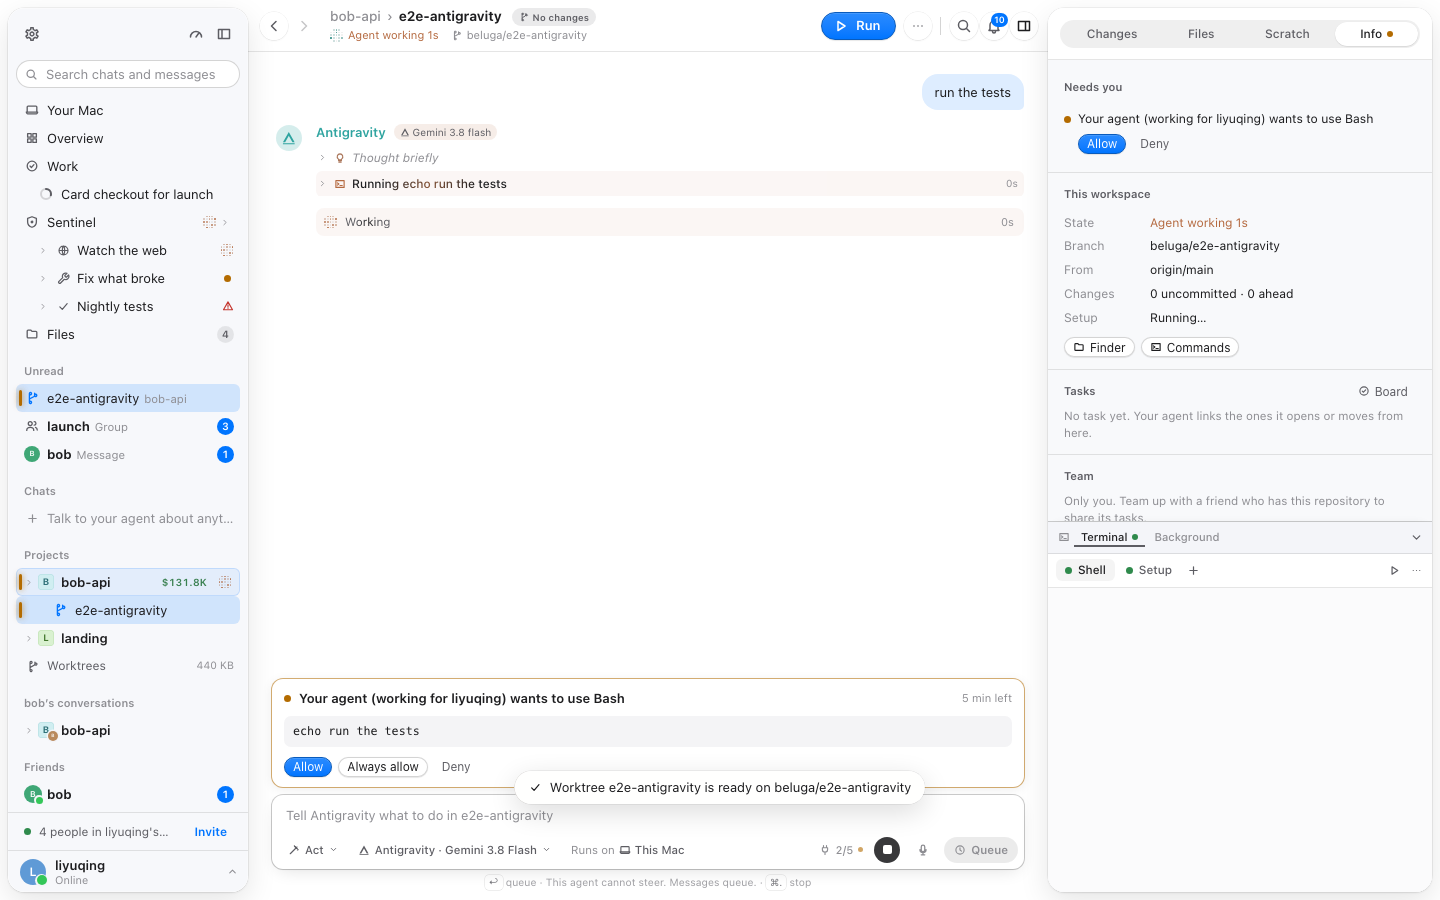 Search chats and messages
Your Mac
Overview
Work
Card checkout for launch
Sentinel
Watch the web
Fix what broke
Nightly tests
Files 4
Unread
e2e-antigravity bob-api
launch Group 3
B bob Message 1
Chats
Talk to your agent about anyt...
Projects
B bob-api $131.8K
e2e-antigravity
L landing
Worktrees 440 KB
bob's conversations
B bob-api
Friends
B bob 1
4 people in liyuqing's... Invite
L liyuqing
Online
bob-api › e2e-antigravity No changes
Agent working 1s beluga/e2e-antigravity
Run
10
run the tests
Antigravity Gemini 3.8 flash
Thought briefly
Running echo run the tests 0s
Working 0s
Your agent (working for liyuqing) wants to use Bash 5 min left
echo run the tests
Allow Always allow Deny
Worktree e2e-antigravity is ready on beluga/e2e-antigravity
Tell Antigravity what to do in e2e-antigravity
Act Antigravity · Gemini 3.8 Flash Runs on This Mac 2/5 Queue
↩ queue · This agent cannot steer. Messages queue. · ⌘. stop
Changes Files Scratch Info
Needs you
Your agent (working for liyuqing) wants to use Bash
Allow Deny
This workspace
State Agent working 1s
Branch beluga/e2e-antigravity
From origin/main
Changes 0 uncommitted · 0 ahead
Setup Running...
Finder Commands
Tasks Board
No task yet. Your agent links the ones it opens or moves from
here.
Team
Only you. Team up with a friend who has this repository to
share its tasks.
Terminal Background
Shell Setup +